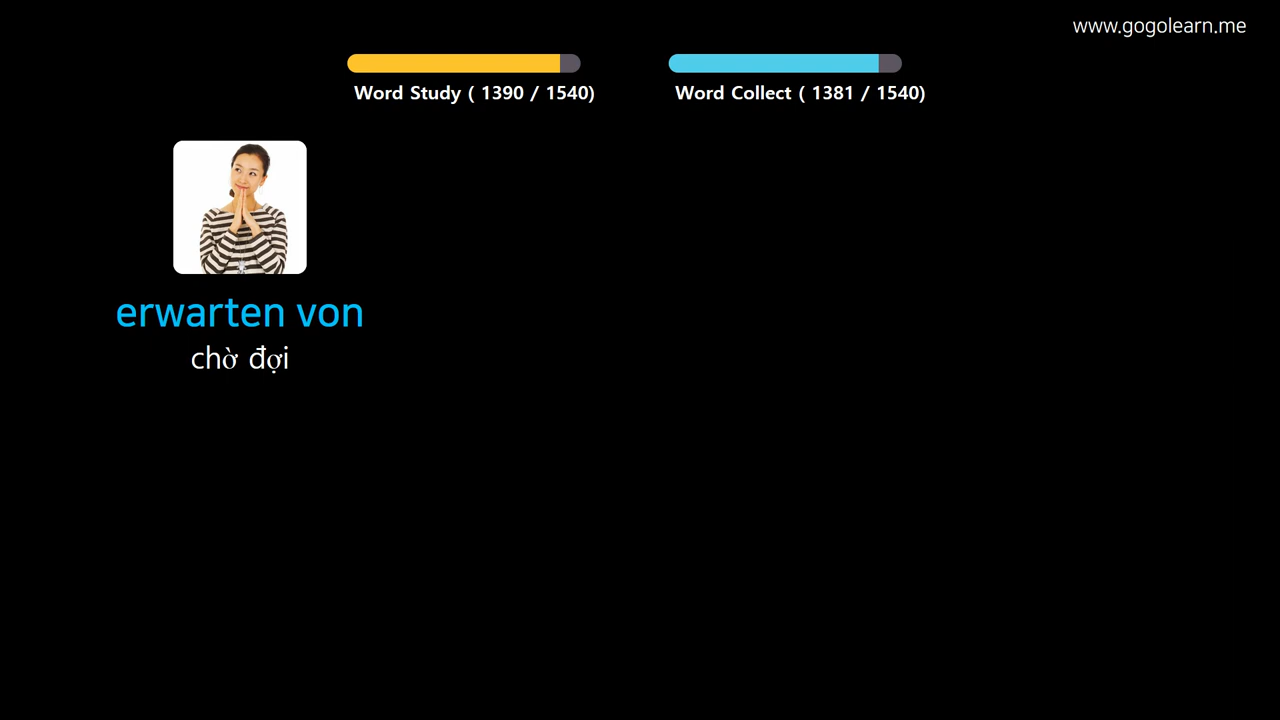 www.gogolearn.me
Word Study ( 1390 / 1540)
Word Collect ( 1381 / 1540)
erwarten von
chờ đợi